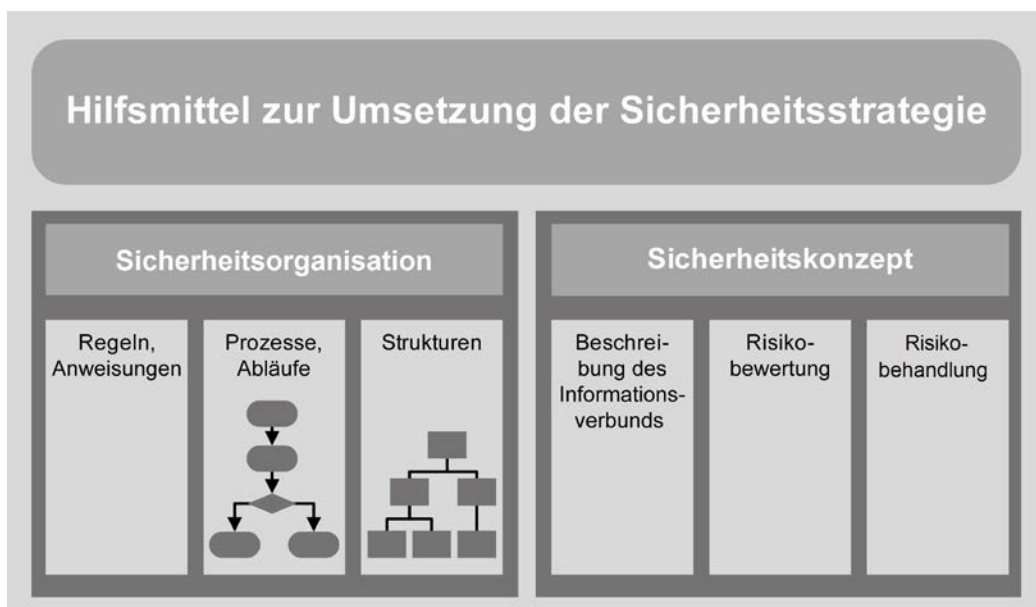 Hilfsmittel zur Umsetzung der Sicherheitsstrategie
Sicherheitsorganisation
Regeln,
Anweisungen
Prozesse,
Abläufe
Strukturen
Sicherheitskonzept
Beschrei-
bung des
Informations-
verbunds
Risiko-
bewertung
Risiko-
behandlung